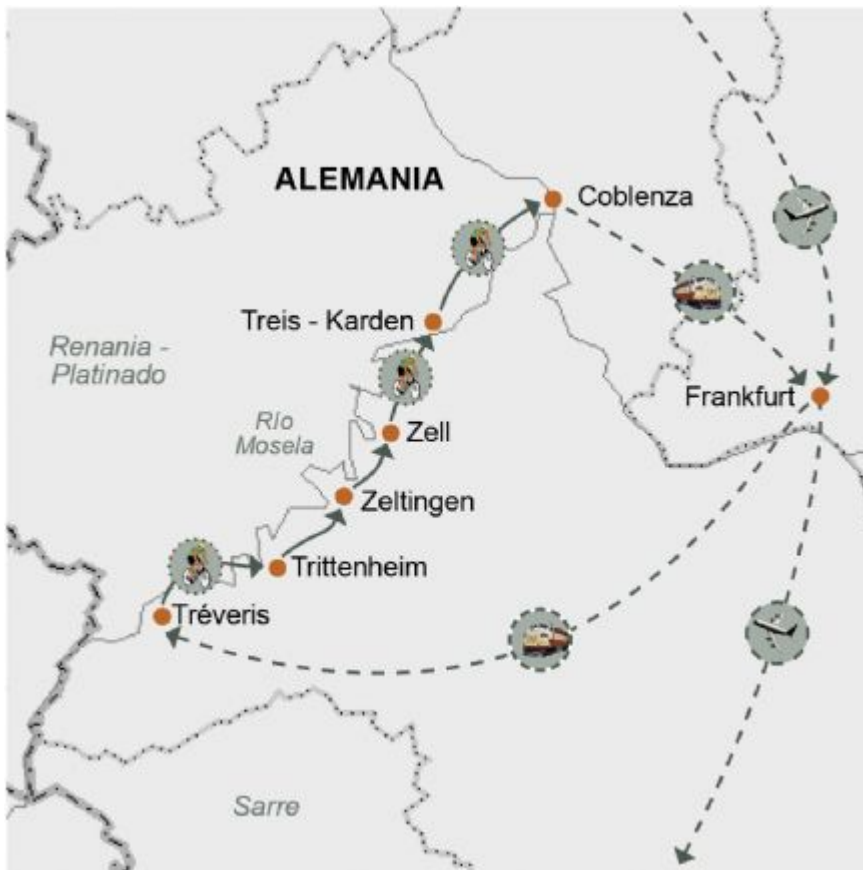 ALEMANIA
Coblenza
Treis - Karden
Renania -
Platinado
Frankfurt
Río
Mosela
Zell
Zeltingen
Trittenheim
Tréveris
Sarre